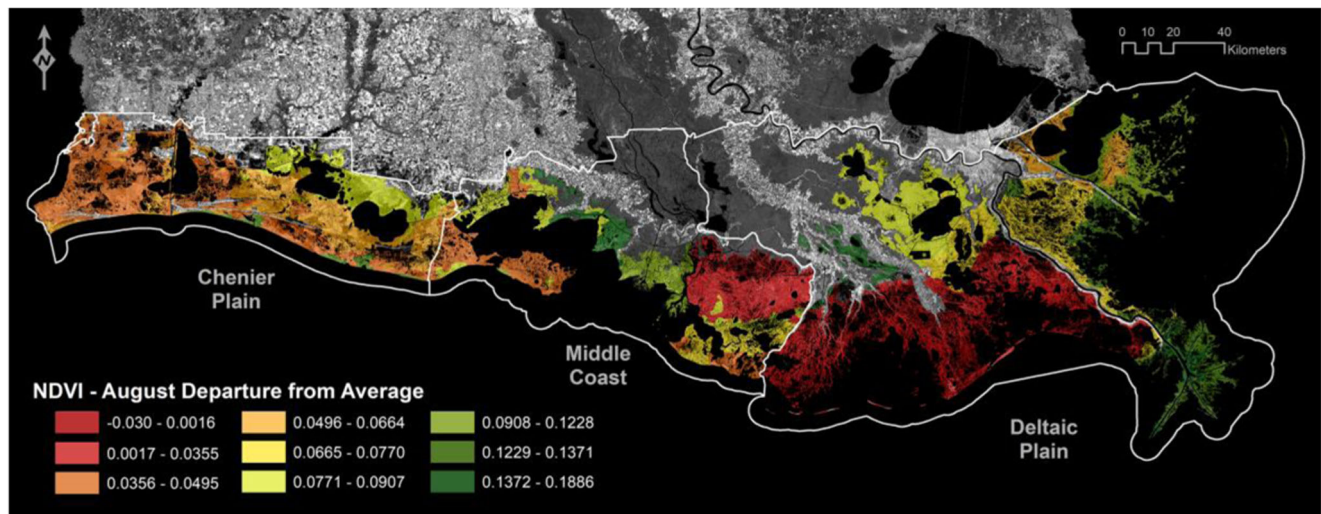 N
0 10 20 40
Kilometers
Chenier
Plain
Middle
Coast
Deltaic
Plain
NDVI - August Departure from Average
-0.030 - 0.0016
0.0017 - 0.0355
0.0356 - 0.0495
0.0496 - 0.0664
0.0665 - 0.0770
0.0771 - 0.0907
0.0908 - 0.1228
0.1229 - 0.1371
0.1372 - 0.1886